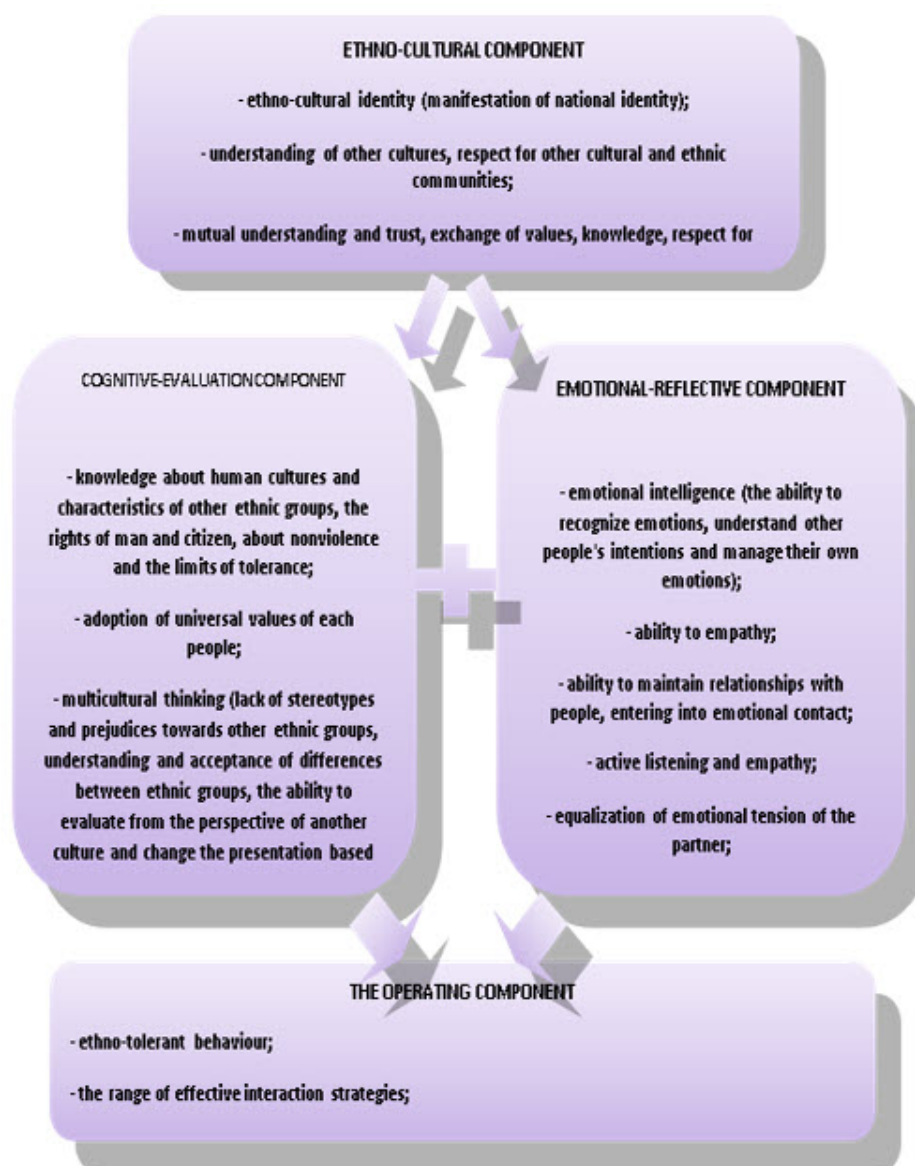 ETHNO-CULTURAL COMPONENT
- ethno-cultural identity (manifestation of national identity);
- understanding of other cultures, respect for other cultural and ethnic
communities;
- mutual understanding and trust, exchange of values, knowledge, respect for
COGNITIVE-EVALUATION COMPONENT
- knowledge about human cultures and
characteristics of other ethnic groups, the
rights of man and citizen, about nonviolence
and the limits of tolerance;
- adoption of universal values of each
people;
- multicultural thinking (lack of stereotypes
and prejudices towards other ethnic groups,
understanding and acceptance of differences
between ethnic groups, the ability to
evaluate from the perspective of another
culture and change the presentation based
EMOTIONAL-REFLECTIVE COMPONENT
- emotional intelligence (the ability to
recognize emotions, understand other
people's intentions and manage their own
emotions);
- ability to empathy;
- ability to maintain relationships with
people, entering into emotional contact;
- active listening and empathy;
- equalization of emotional tension of the
partner;
THE OPERATING COMPONENT
- ethno-tolerant behaviour;
- the range of effective interaction strategies;